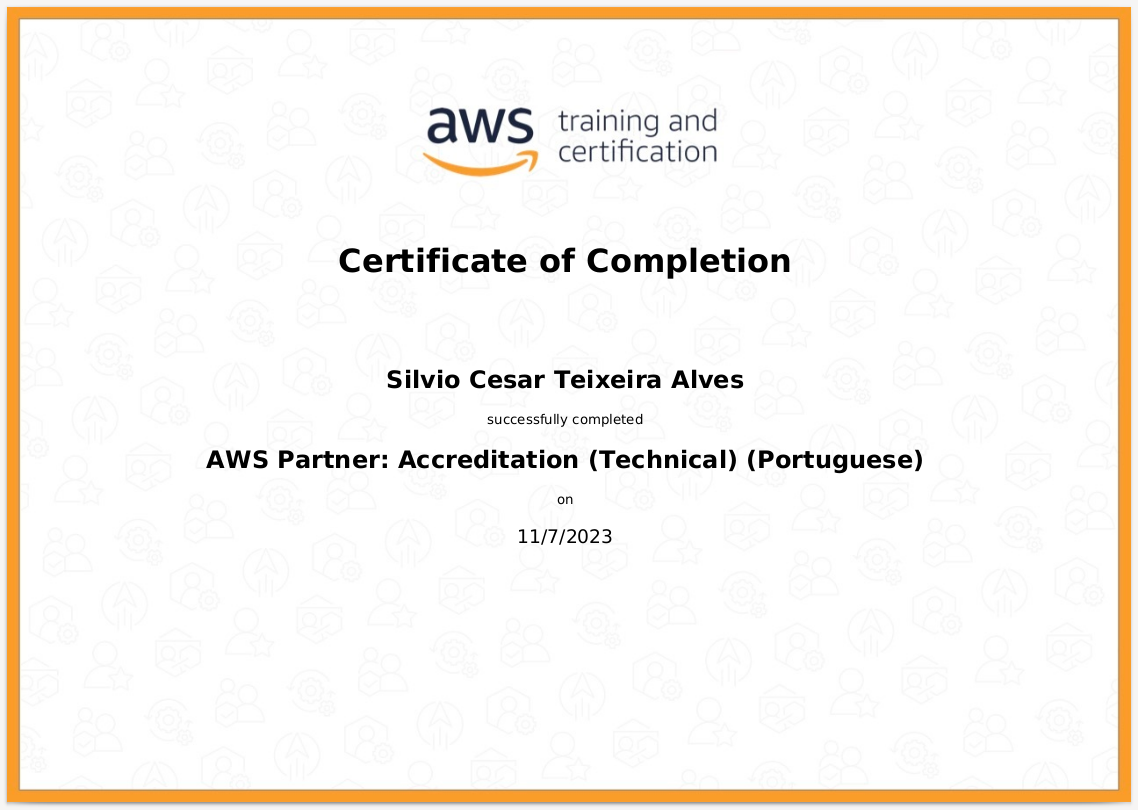 aws training and
certification
Certificate of Completion
Silvio Cesar Teixeira Alves
successfully completed
AWS Partner: Accreditation (Technical) (Portuguese)
on
11/7/2023